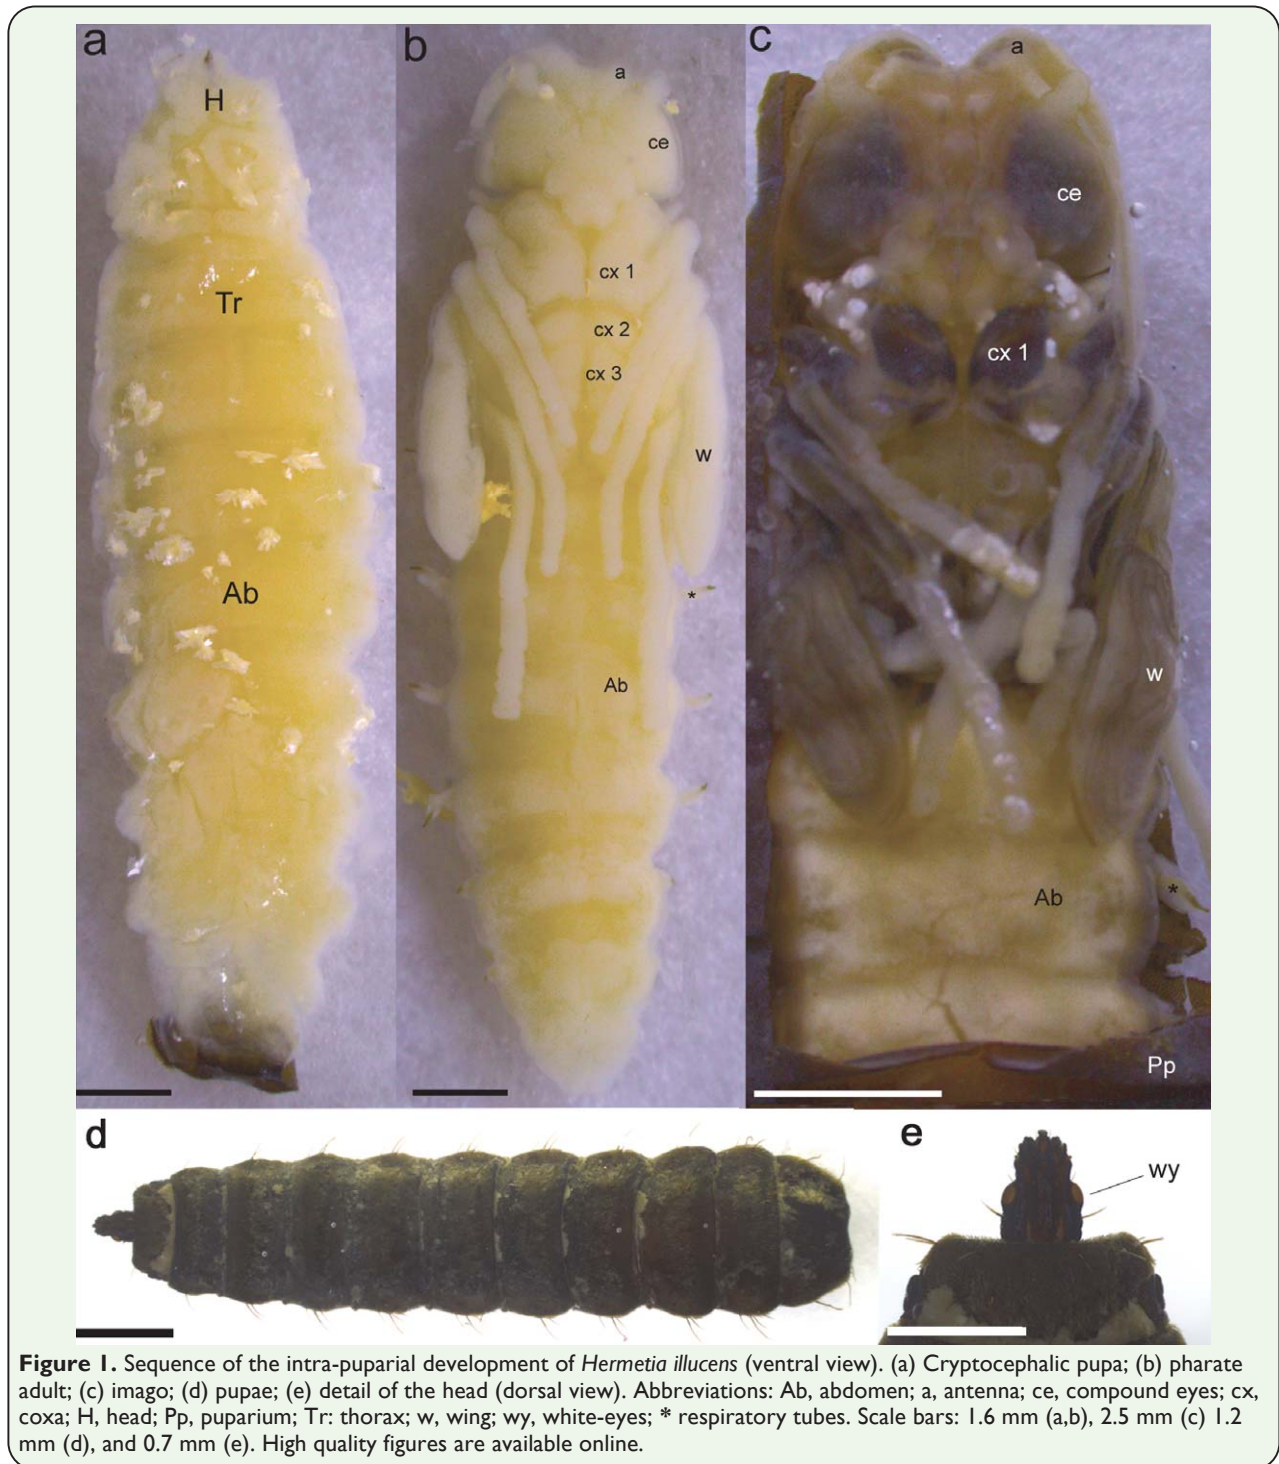 a
b
c
H
a
a
ce
ce
Tr
cx 1
cx 2
cx 3
cx 1
w
Ab
*
Ab
w
Ab
*
Pp
d
e
wy
Figure 1. Sequence of the intra-puparial development of Hermetia illucens (ventral view). (a) Cryptocephalic pupa; (b) pharate
adult; (c) imago; (d) pupae; (e) detail of the head (dorsal view). Abbreviations: Ab, abdomen; a, antenna; ce, compound eyes; cx,
coxa; H, head; Pp, puparium; Tr: thorax; w, wing; wy, white-eyes; * respiratory tubes. Scale bars: 1.6 mm (a,b), 2.5 mm (c) 1.2
mm (d), and 0.7 mm (e). High quality figures are available online.